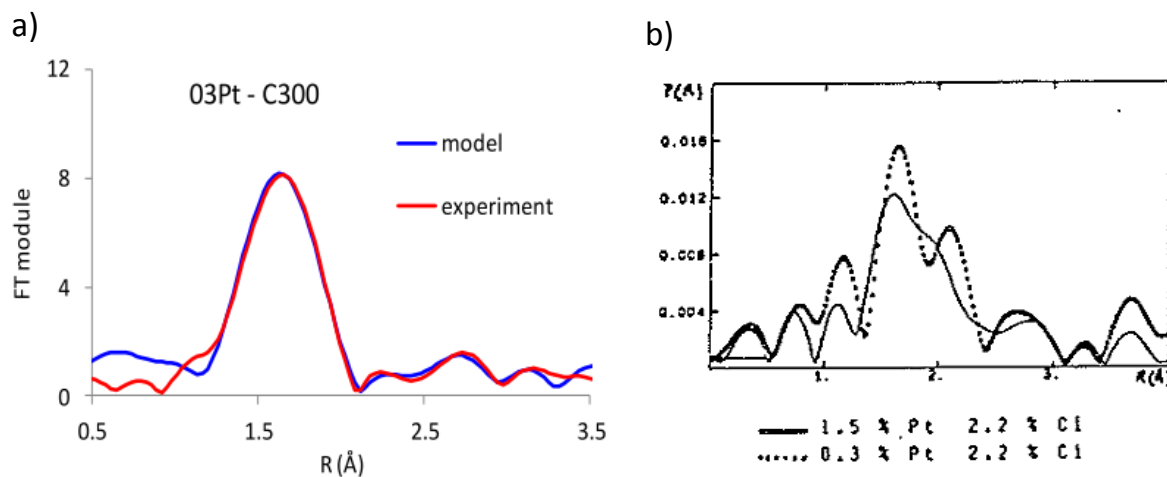 a)
12
8
4
0
FT module
03Pt - C300
model
experiment
0.5 1.5 2.5 3.5
R (Å)
b)
F(R)
0.016
0.012
0.008
0.004
1. 2. 3. R(Å)
1.5 % Pt 2.2 % Cl
0.3 % Pt 2.2 % Cl